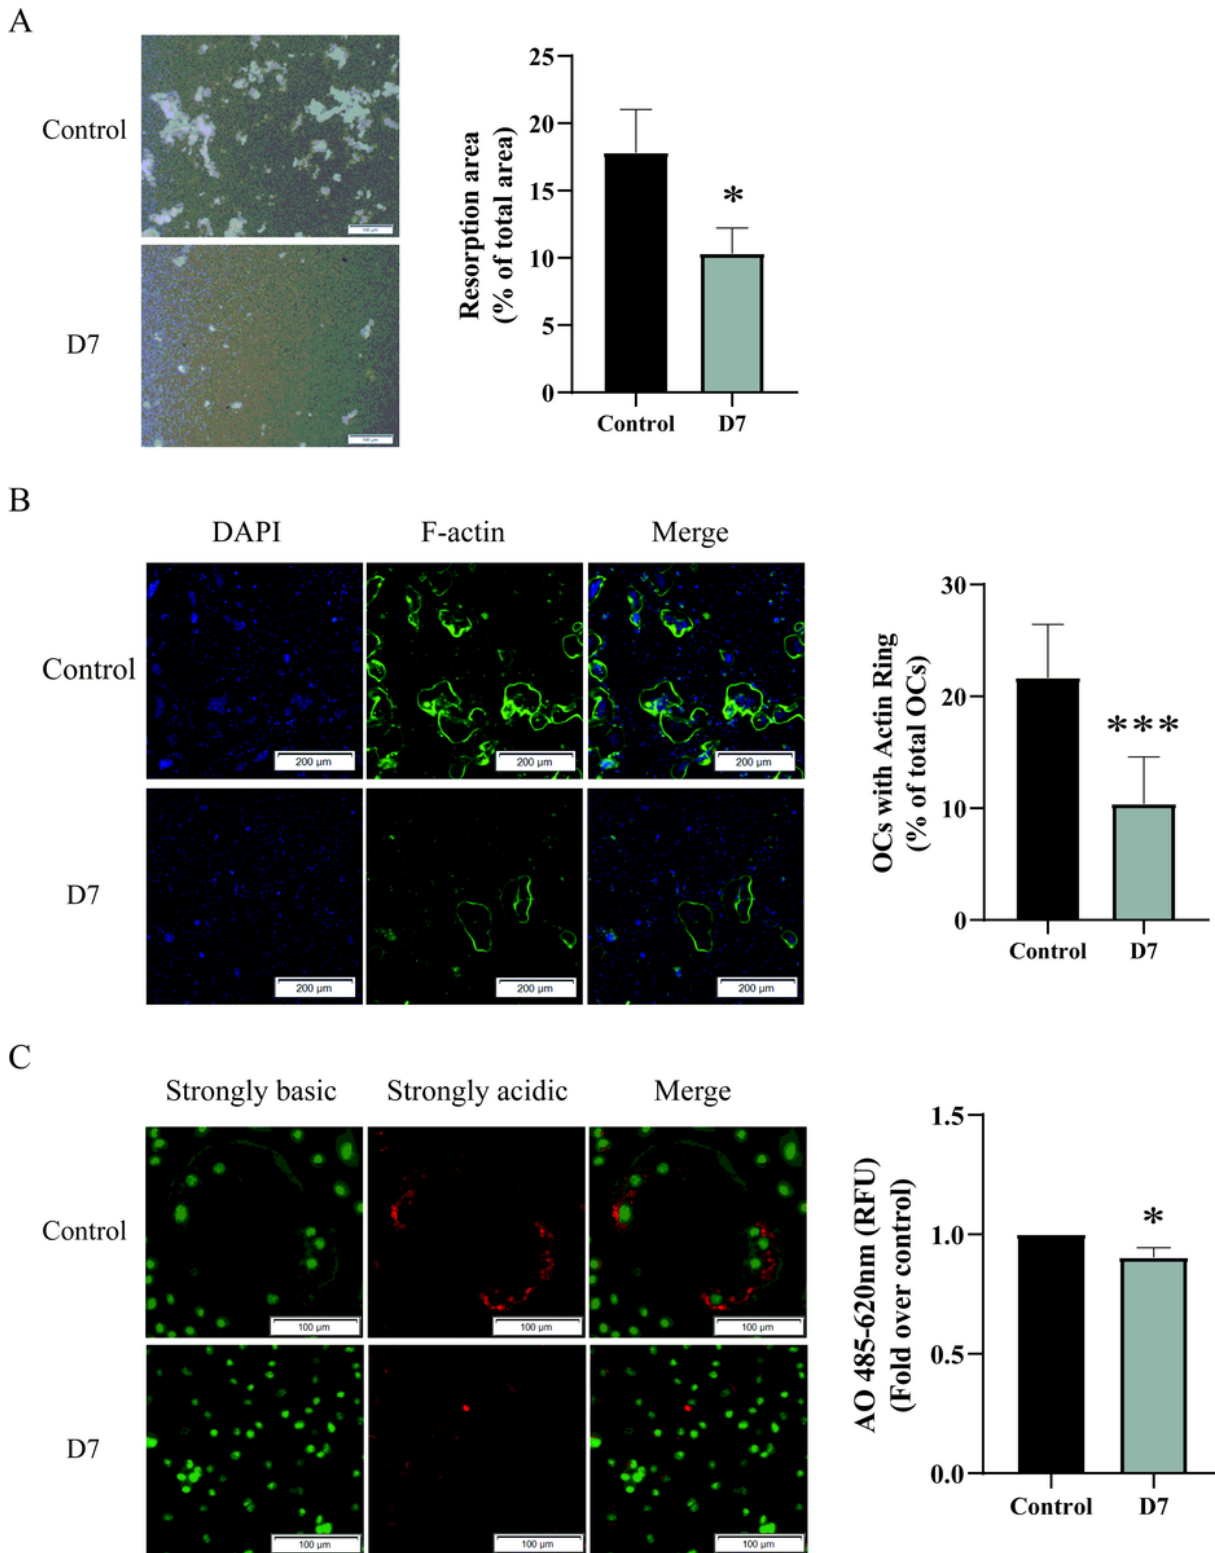 A
Control
100 µm
D7
100 µm
Resorption area
(% of total area)
25
20
15
10
5
0
*
Control
D7
B
DAPI
F-actin
Merge
Control
200 µm
200 µm
200 µm
D7
200 µm
200 µm
200 µm
OCs with Actin Ring
(% of total OCs)
30
20
10
0
***
Control
D7
C
Strongly basic
Strongly acidic
Merge
Control
100 µm
100 µm
100 µm
D7
100 µm
100 µm
100 µm
AO 485-620nm (RFU)
(Fold over control)
1.5
1.0
0.5
0.0
*
Control
D7